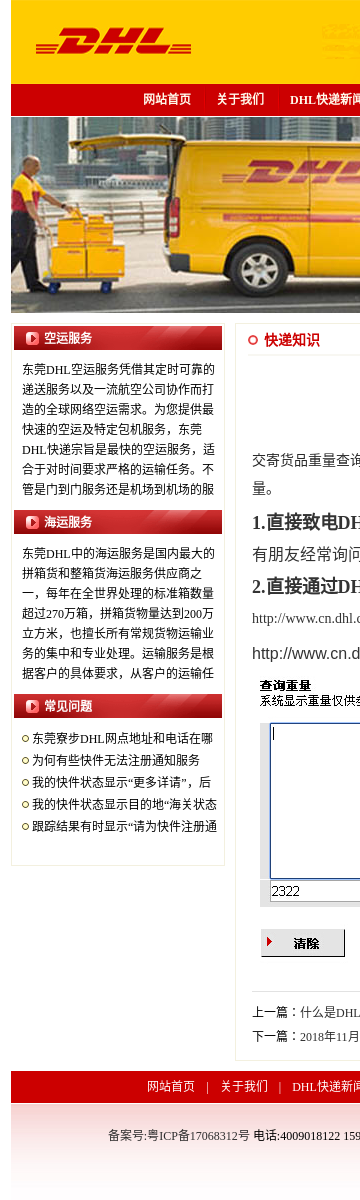 DHL
网站首页 关于我们 DHL快递新闻
DHL
空运服务
东莞DHL空运服务凭借其定时可靠的
递送服务以及一流航空公司协作而打
造的全球网络空运需求。为您提供最
快速的空运及特定包机服务，东莞
DHL快递宗旨是最快的空运服务，适
合于对时间要求严格的运输任务。不
管是门到门服务还是机场到机场的服
海运服务
东莞DHL中的海运服务是国内最大的
拼箱货和整箱货海运服务供应商之
一，每年在全世界处理的标准箱数量
超过270万箱，拼箱货物量达到200万
立方米，也擅长所有常规货物运输业
务的集中和专业处理。运输服务是根
据客户的具体要求，从客户的运输任
常见问题
东莞寮步DHL网点地址和电话在哪
为何有些快件无法注册通知服务
我的快件状态显示“更多详请”，后
我的快件状态显示目的地“海关状态
跟踪结果有时显示“请为快件注册通
快递知识
交寄货品重量查询
量。
1.直接致电DH
有朋友经常询问
2.直接通过DH
http://www.cn.dhl.c
http://www.cn.d
查询重量
系统显示重量仅供参
2322
清除
上一篇：什么是DHL
下一篇：2018年11月
网站首页 | 关于我们 | DHL快递新闻
备案号:粤ICP备17068312号 电话:4009018122 159